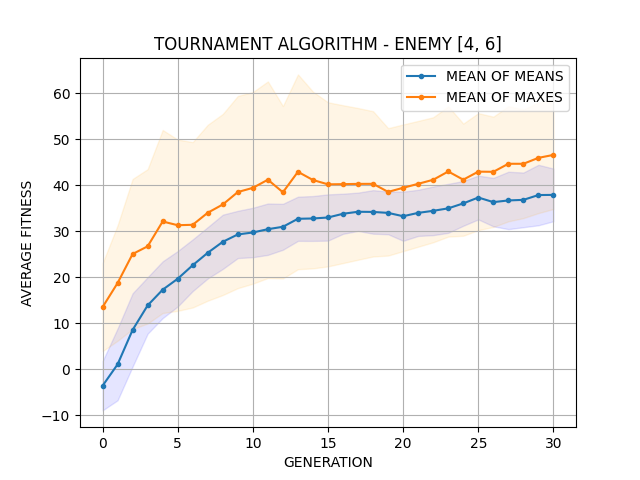 TOURNAMENT ALGORITHM - ENEMY [4, 6]
MEAN OF MEANS
MEAN OF MAXES
AVERAGE FITNESS
60
50
40
30
20
10
0
−10
0 5 10 15 20 25 30
GENERATION